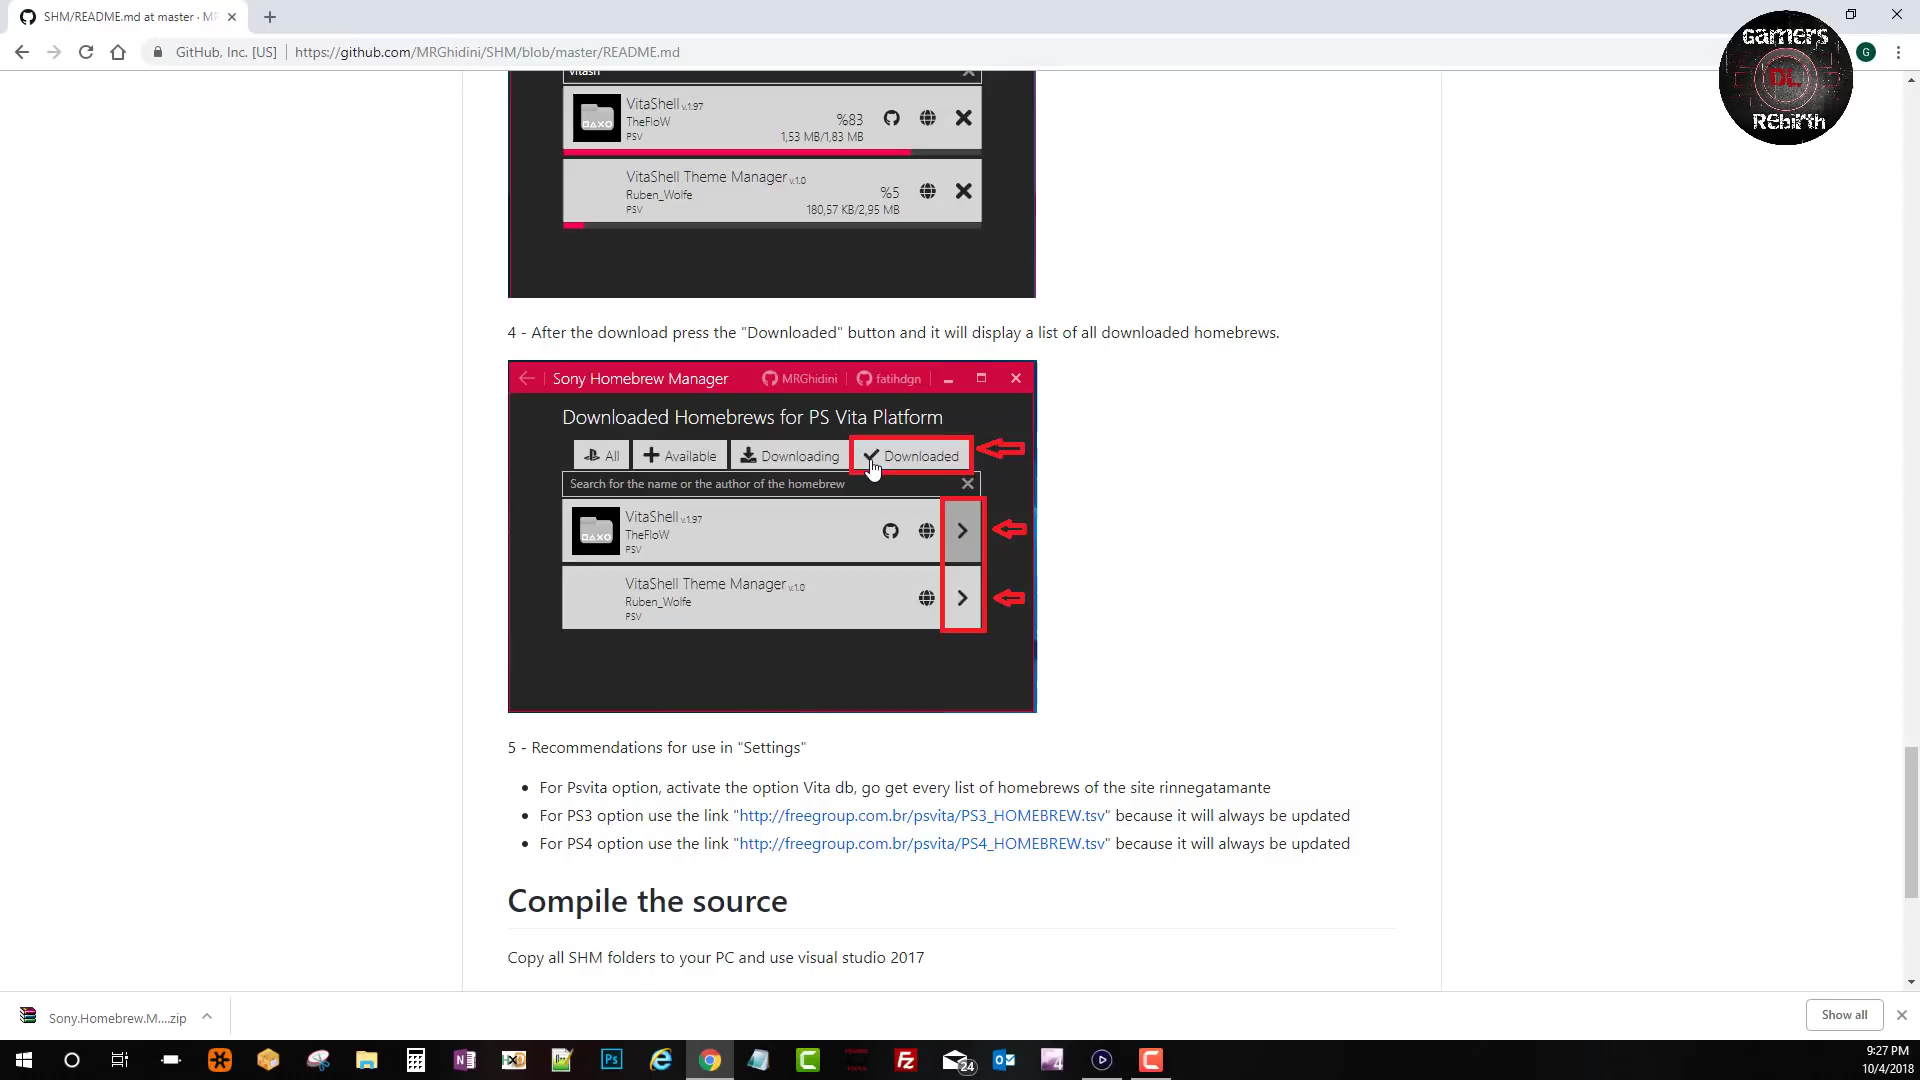 SHM/README.md at master · MR
GitHub, Inc. [US]
https://github.com/MRGhidini/SHM/blob/master/README.md
G
GAmErS
DL
REbirth
vitash
VitaShell v.1.97
TheFloW
PSV
%83
1,53 MB/1,83 MB
VitaShell Theme Manager v.1.0
Ruben_Wolfe
PSV
%5
180,57 KB/2,95 MB
4 - After the download press the "Downloaded" button and it will display a list of all downloaded homebrews.
Sony Homebrew Manager
MRGhidini
fatihdgn
Downloaded Homebrews for PS Vita Platform
All
Available
Downloading
Downloaded
Search for the name or the author of the homebrew
VitaShell v.1.97
TheFloW
PSV
VitaShell Theme Manager v.1.0
Ruben_Wolfe
PSV
5 - Recommendations for use in "Settings"
• For Psvita option, activate the option Vita db, go get every list of homebrews of the site rinnegatamante
• For PS3 option use the link "http://freegroup.com.br/psvita/PS3_HOMEBREW.tsv" because it will always be updated
• For PS4 option use the link "http://freegroup.com.br/psvita/PS4_HOMEBREW.tsv" because it will always be updated
Compile the source
Copy all SHM folders to your PC and use visual studio 2017
Sony.Homebrew.M....zip
Show all
24
9:27 PM
10/4/2018